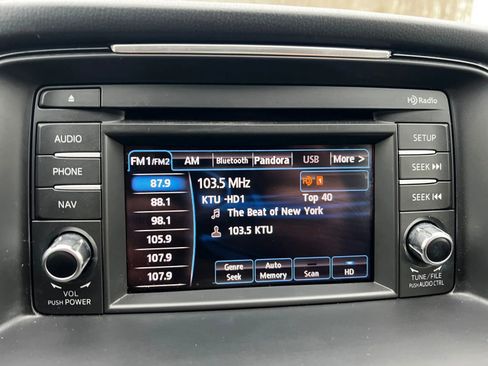 HD Radio
AUDIO
PHONE
NAV
VOL
PUSH POWER
FM1/FM2 AM Bluetooth Pandora USB More >
87.9
88.1
98.1
105.9
107.9
107.9
103.5 MHz
HD 1
KTU -HD1 Top 40
The Beat of New York
103.5 KTU
Genre
Seek
Auto
Memory
Scan
HD
SETUP
SEEK
SEEK
TUNE/FILE
PUSH AUDIO CTRL